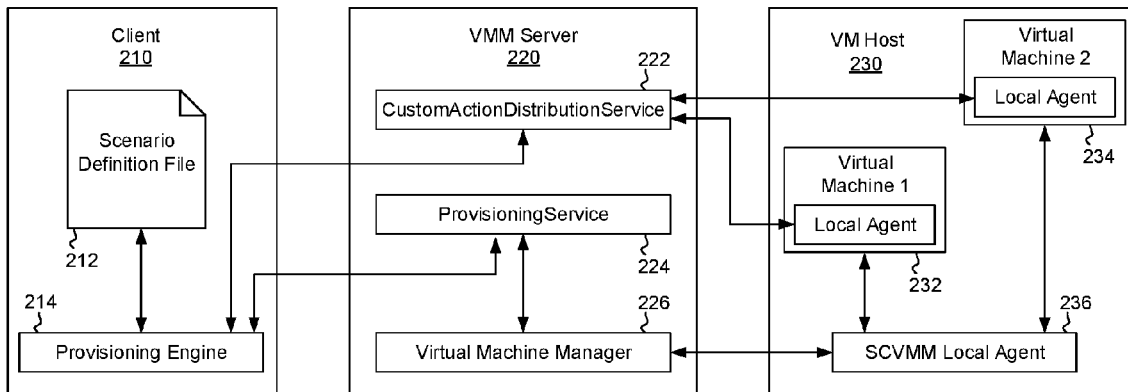 Client
210
Scenario
Definition File
212
214
Provisioning Engine
VMM Server
220
222
CustomActionDistributionService
ProvisioningService
224
226
Virtual Machine Manager
VM Host
230
Virtual
Machine 2
Local Agent
234
Virtual
Machine 1
Local Agent
232
236
SCVMM Local Agent